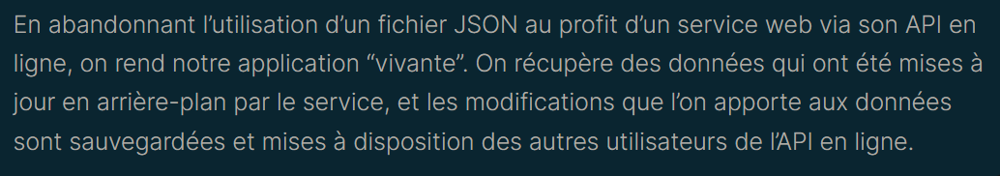 En abandonnant l’utilisation d’un fichier JSON au profit d’un service web via son API en
ligne, on rend notre application “vivante”. On récupère des données qui ont été mises à
jour en arrière-plan par le service, et les modifications que l’on apporte aux données
sont sauvegardées et mises à disposition des autres utilisateurs de l’API en ligne.